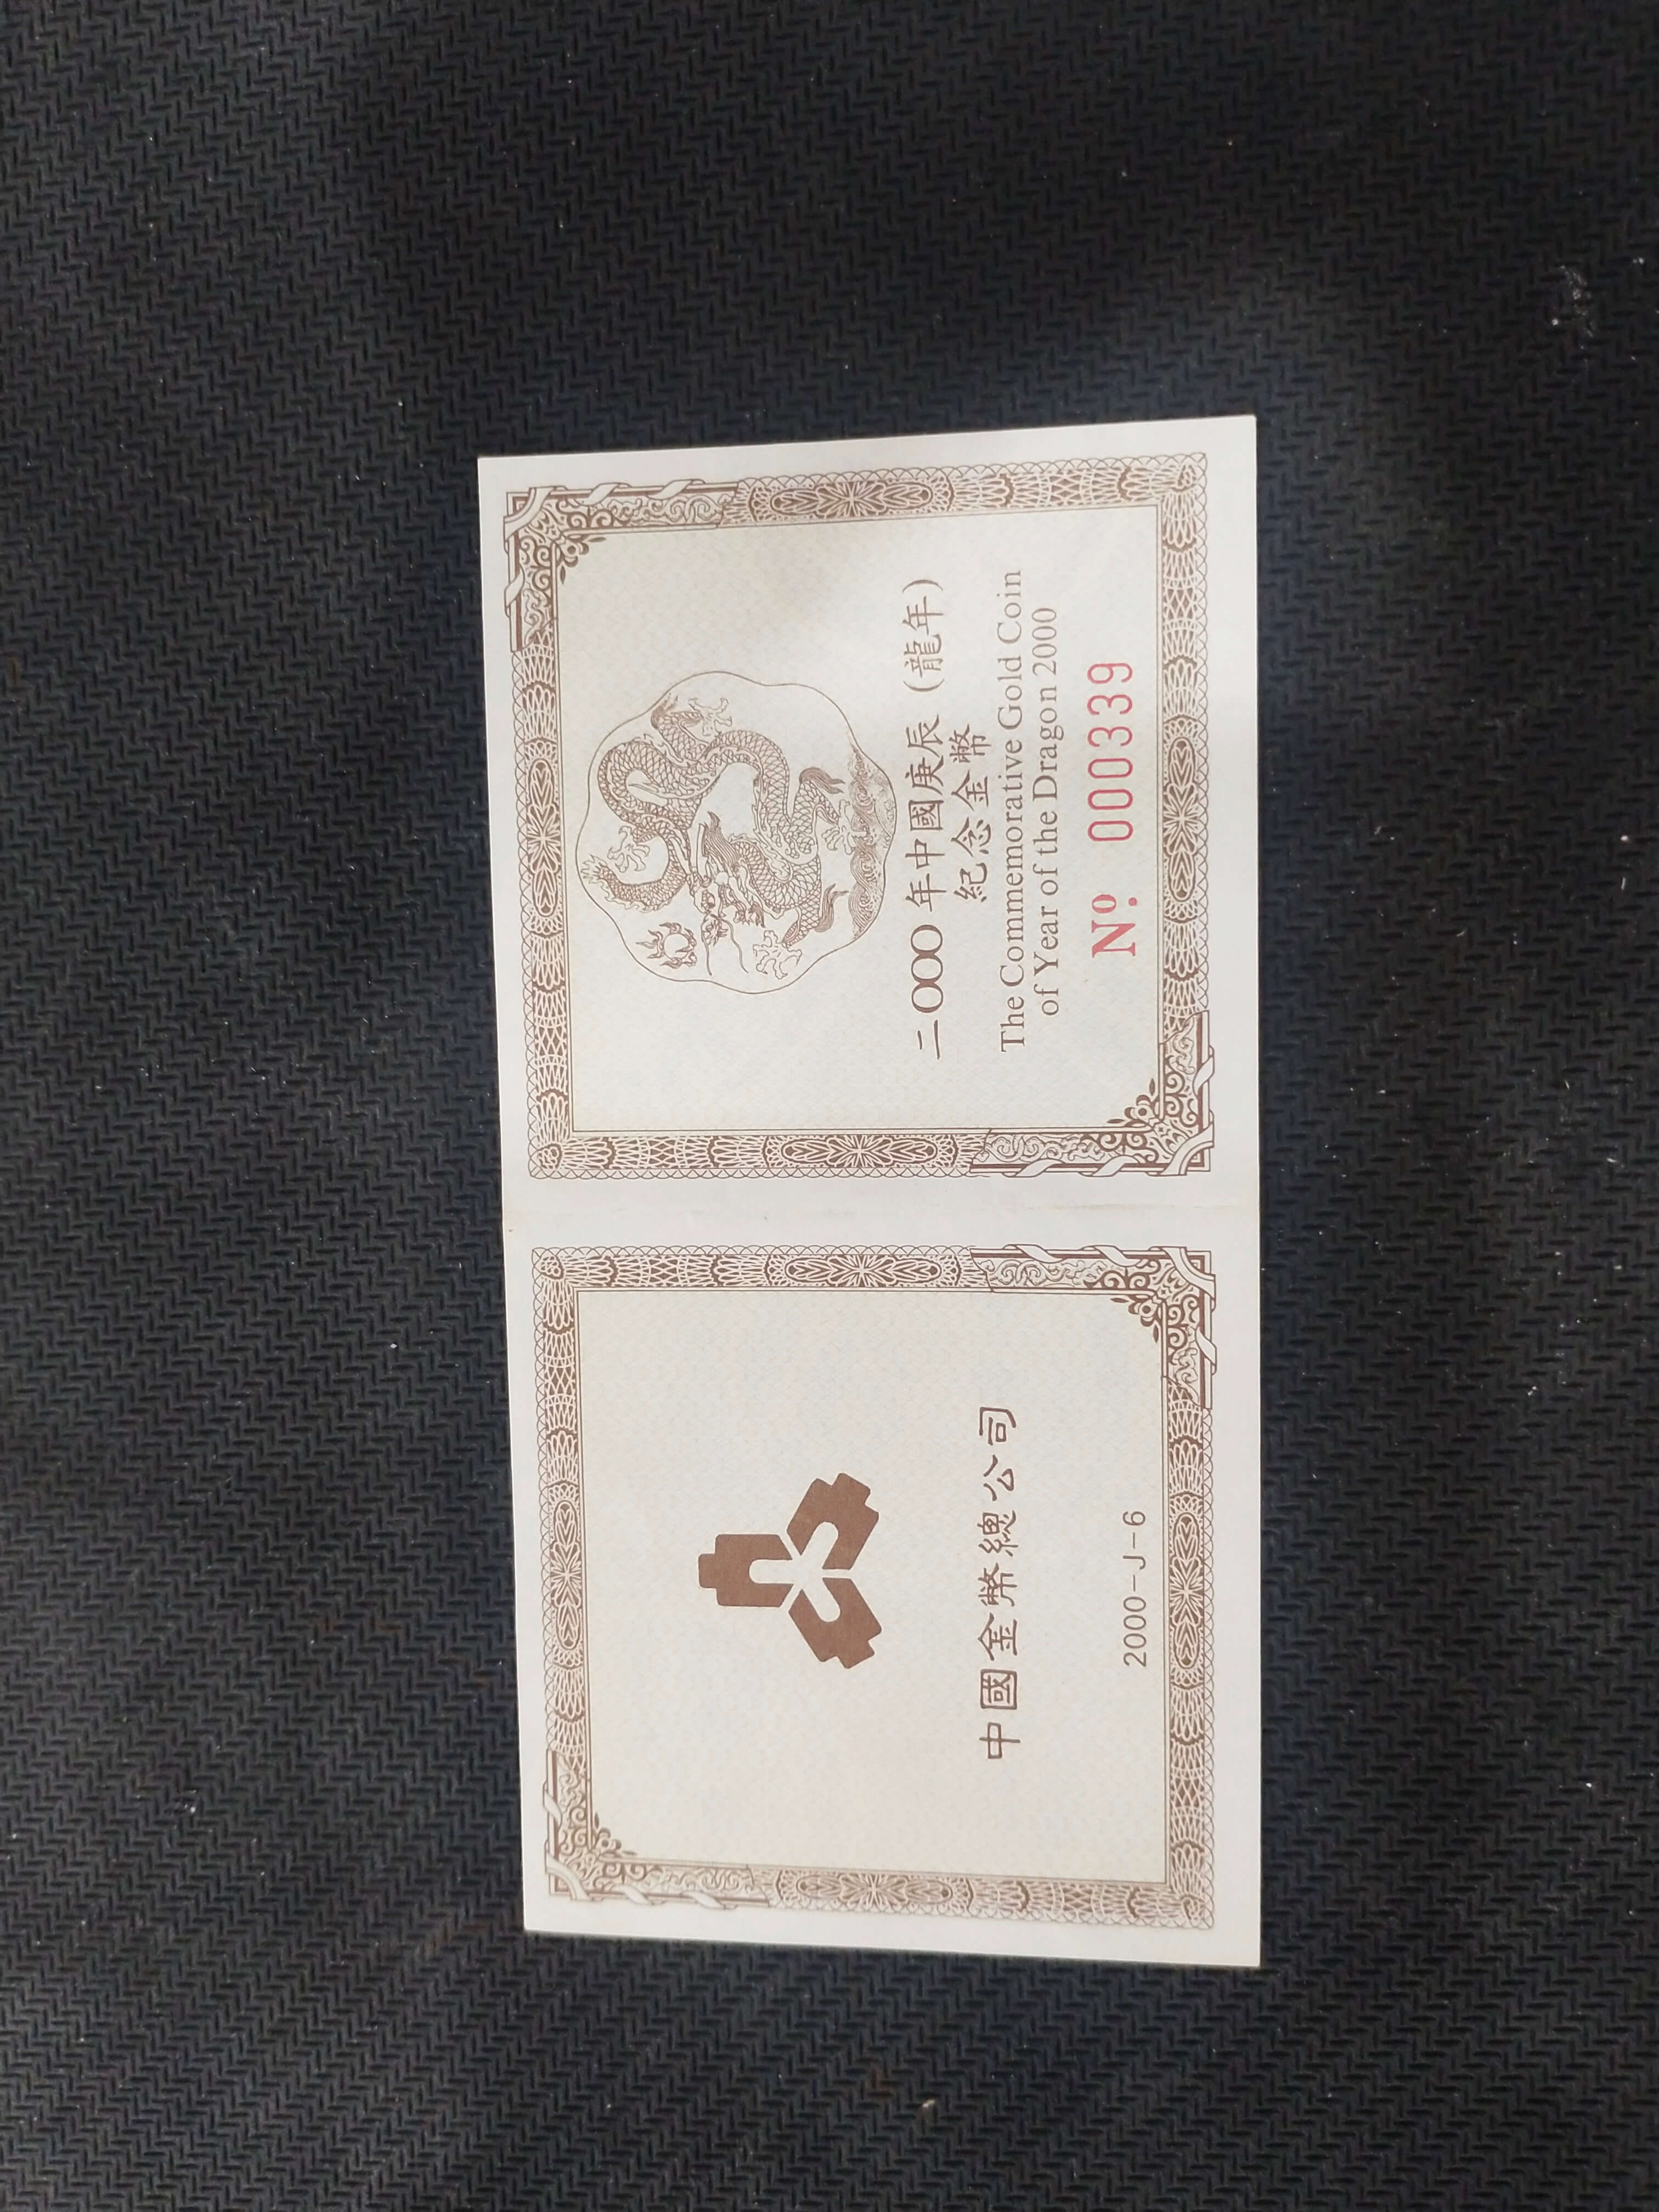 中國金幣總公司
2000-J-6
二〇〇〇年中國庚辰(龍年)
紀念金幣
The Commemorative Gold Coin
of Year of the Dragon 2000
Nº. 000339